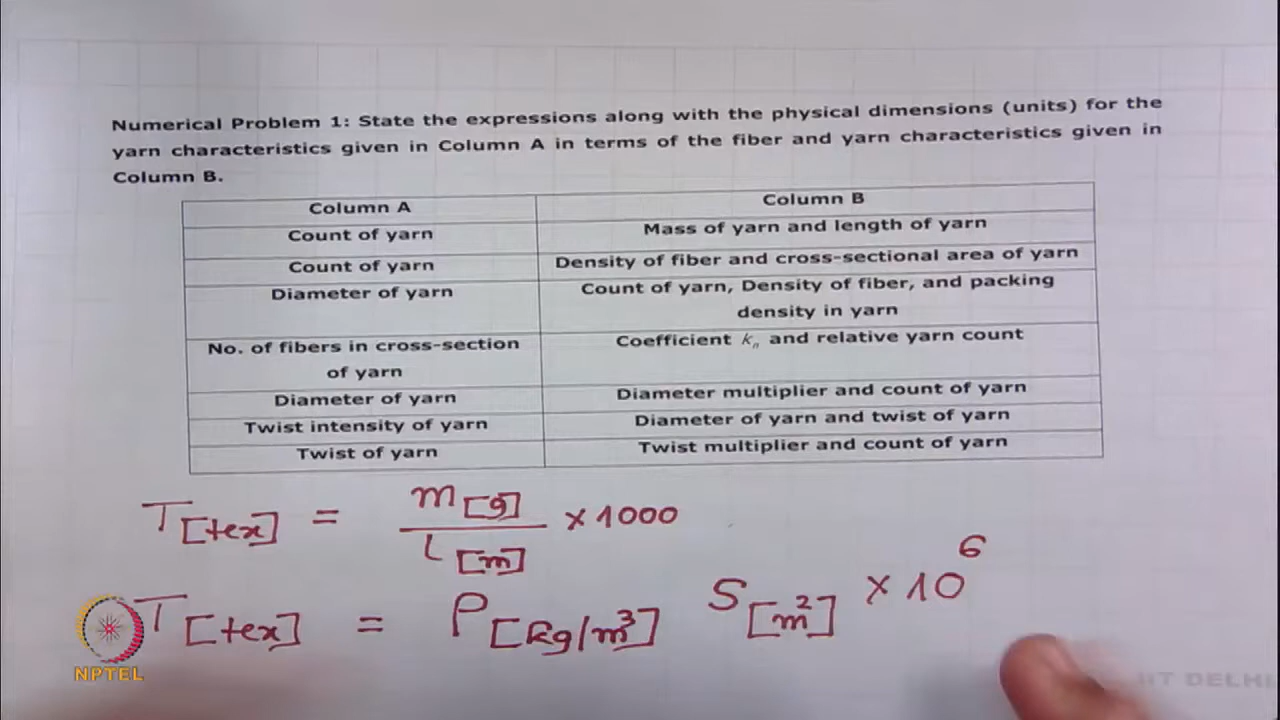 Numerical Problem 1: State the expressions along with the physical dimensions (units) for the
yarn characteristics given in Column A in terms of the fiber and yarn characteristics given in
Column B.
Column A Column B
Count of yarn Mass of yarn and length of yarn
Count of yarn Density of fiber and cross-sectional area of yarn
Diameter of yarn Count of yarn, Density of fiber, and packing
density in yarn
No. of fibers in cross-section Coefficient kₙ and relative yarn count
of yarn
Diameter of yarn Diameter multiplier and count of yarn
Twist intensity of yarn Diameter of yarn and twist of yarn
Twist of yarn Twist multiplier and count of yarn
T[tex] = m[g] / l[m] × 1000
T[tex] = ρ[kg/m³] S[m²] × 10⁶
NPTEL
IIT DELHI